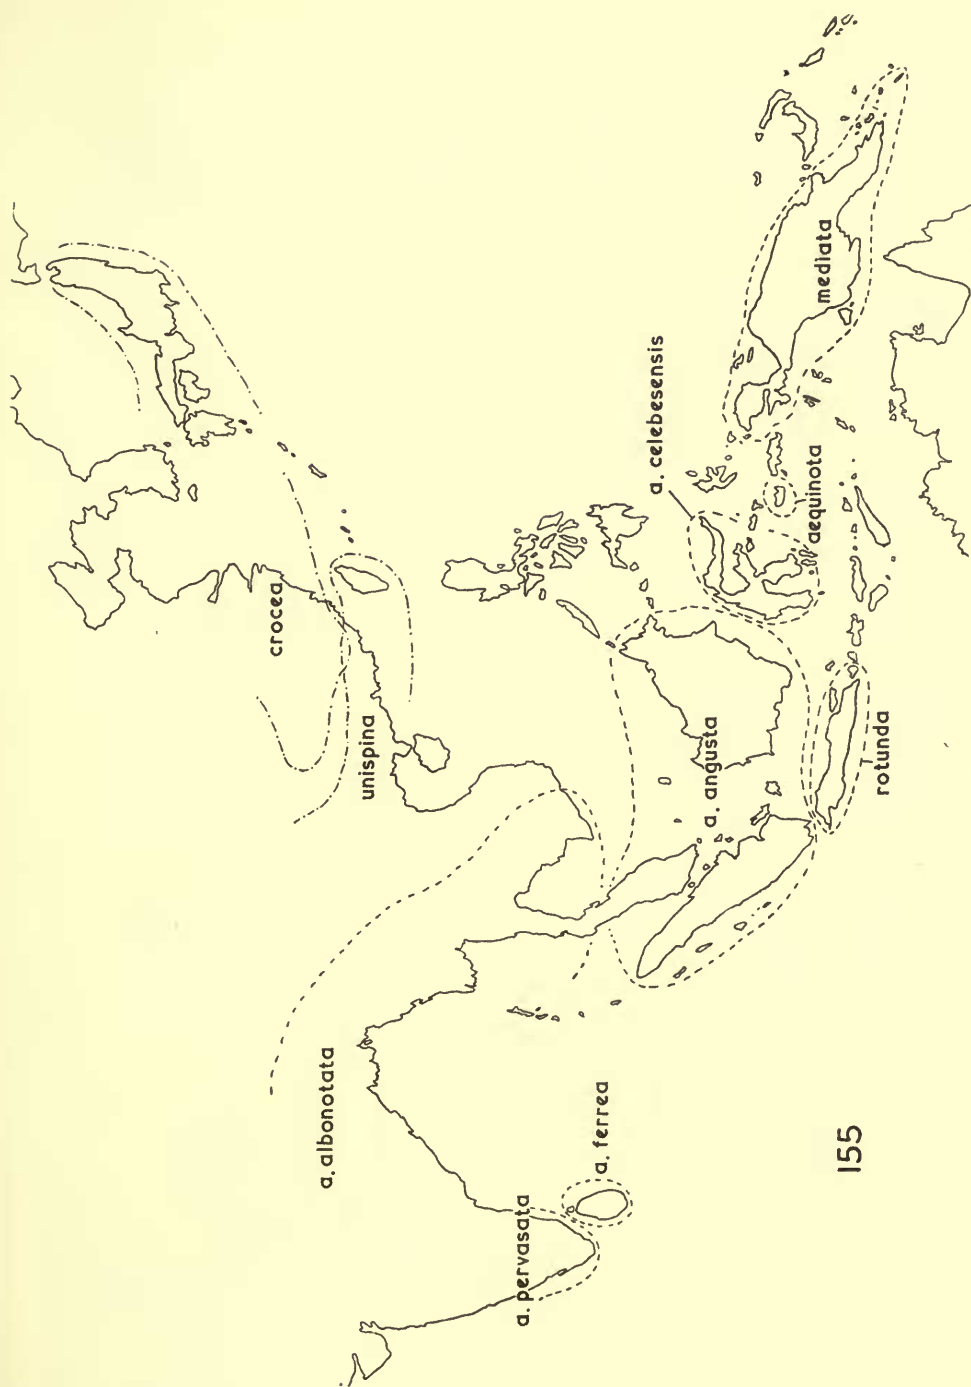 crocea
unispina
a. albonotata
a. pervasata
a. ferrea
a. angusta
a. celebesensis
aequinota
mediata
rotunda
155